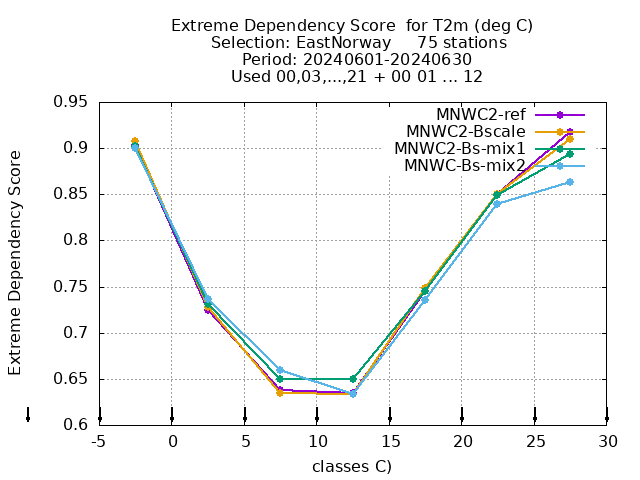 Extreme Dependency Score  for T2m (deg C)
Selection: EastNorway     75 stations
Period: 20240601-20240630
Used 00,03,...,21 + 00 01 ... 12
MNWC2-ref
MNWC2-Bscale
MNWC2-Bs-mix1
MNWC-Bs-mix2
Extreme Dependency Score
0.95
0.9
0.85
0.8
0.75
0.7
0.65
0.6
-5 0 5 10 15 20 25 30
classes C)